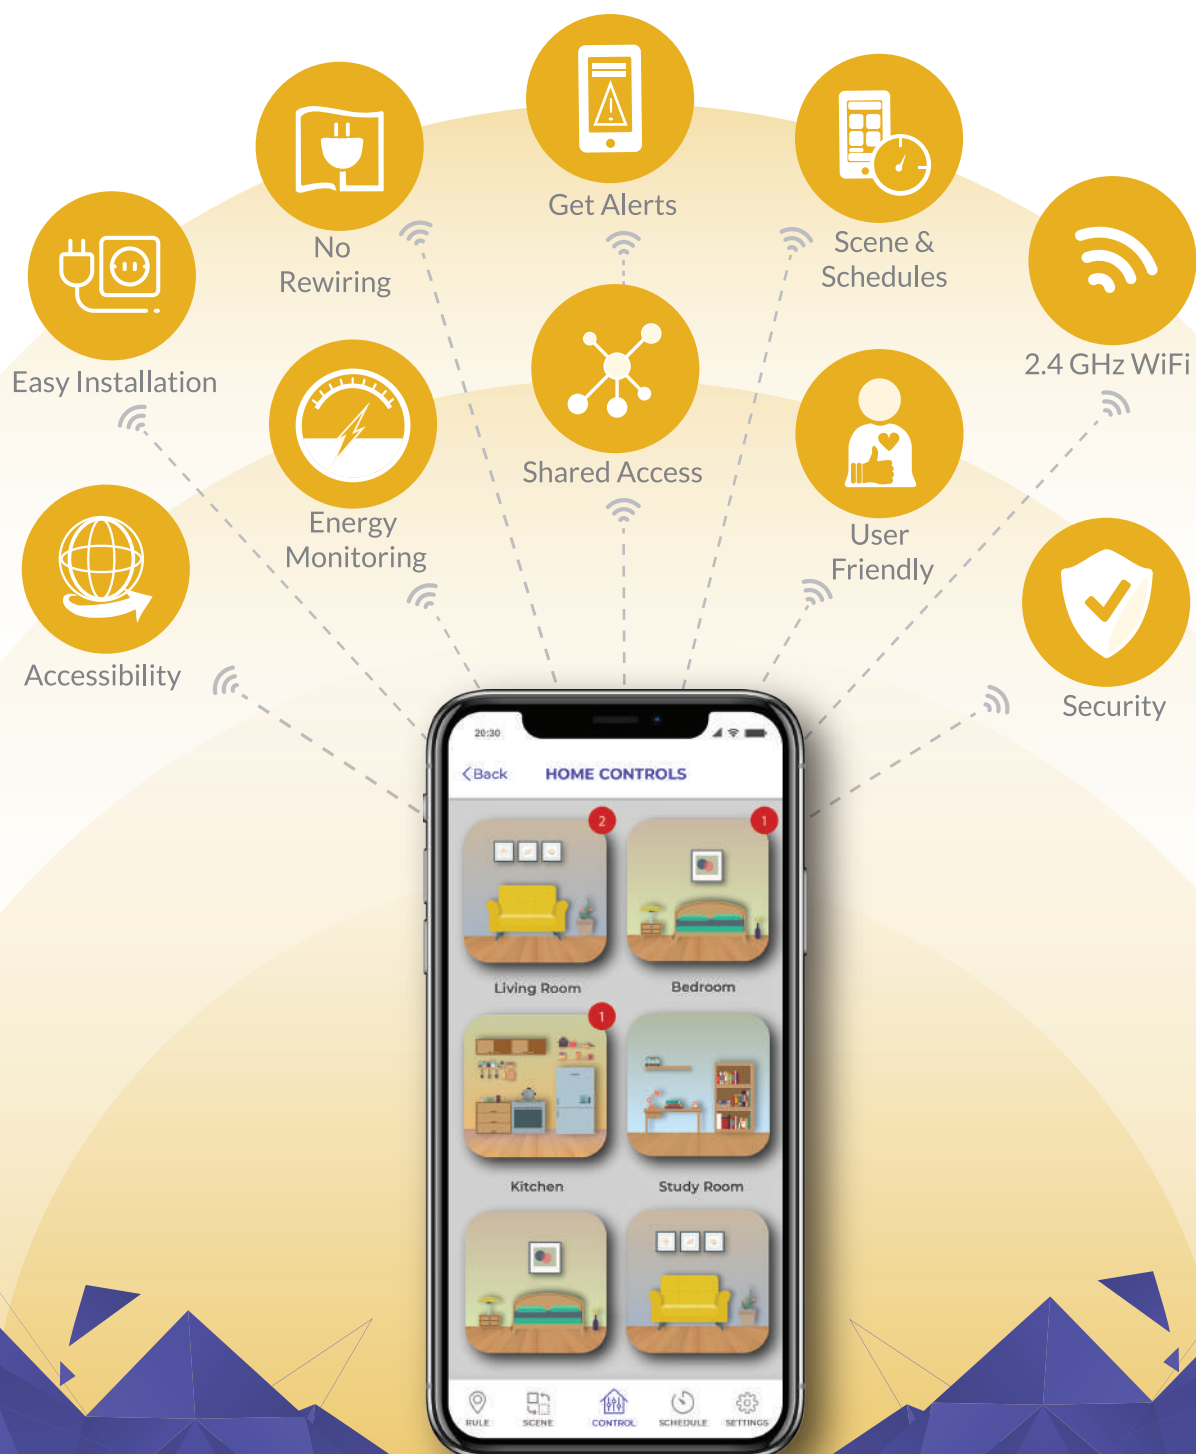 Get Alerts
No
Rewiring
Scene &
Schedules
Easy Installation
2.4 GHz WiFi
Shared Access
Energy
Monitoring
User
Friendly
Accessibility
Security
20:30
Back
HOME CONTROLS
2
1
Living Room
Bedroom
1
Kitchen
Study Room
RULE
SCENE
CONTROL
SCHEDULE
SETTINGS